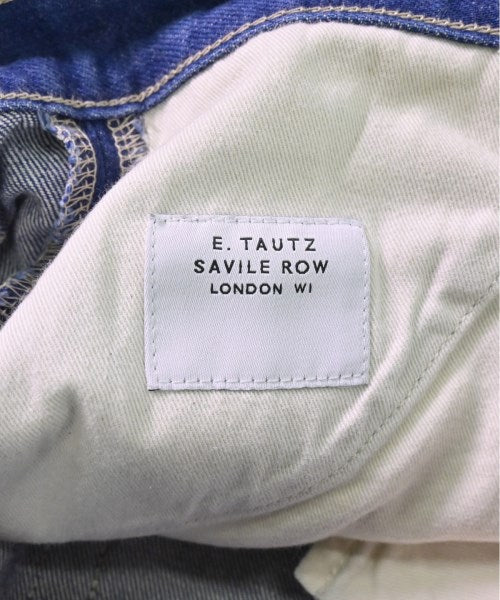 E. TAUTZ
SAVILE ROW
LONDON W1